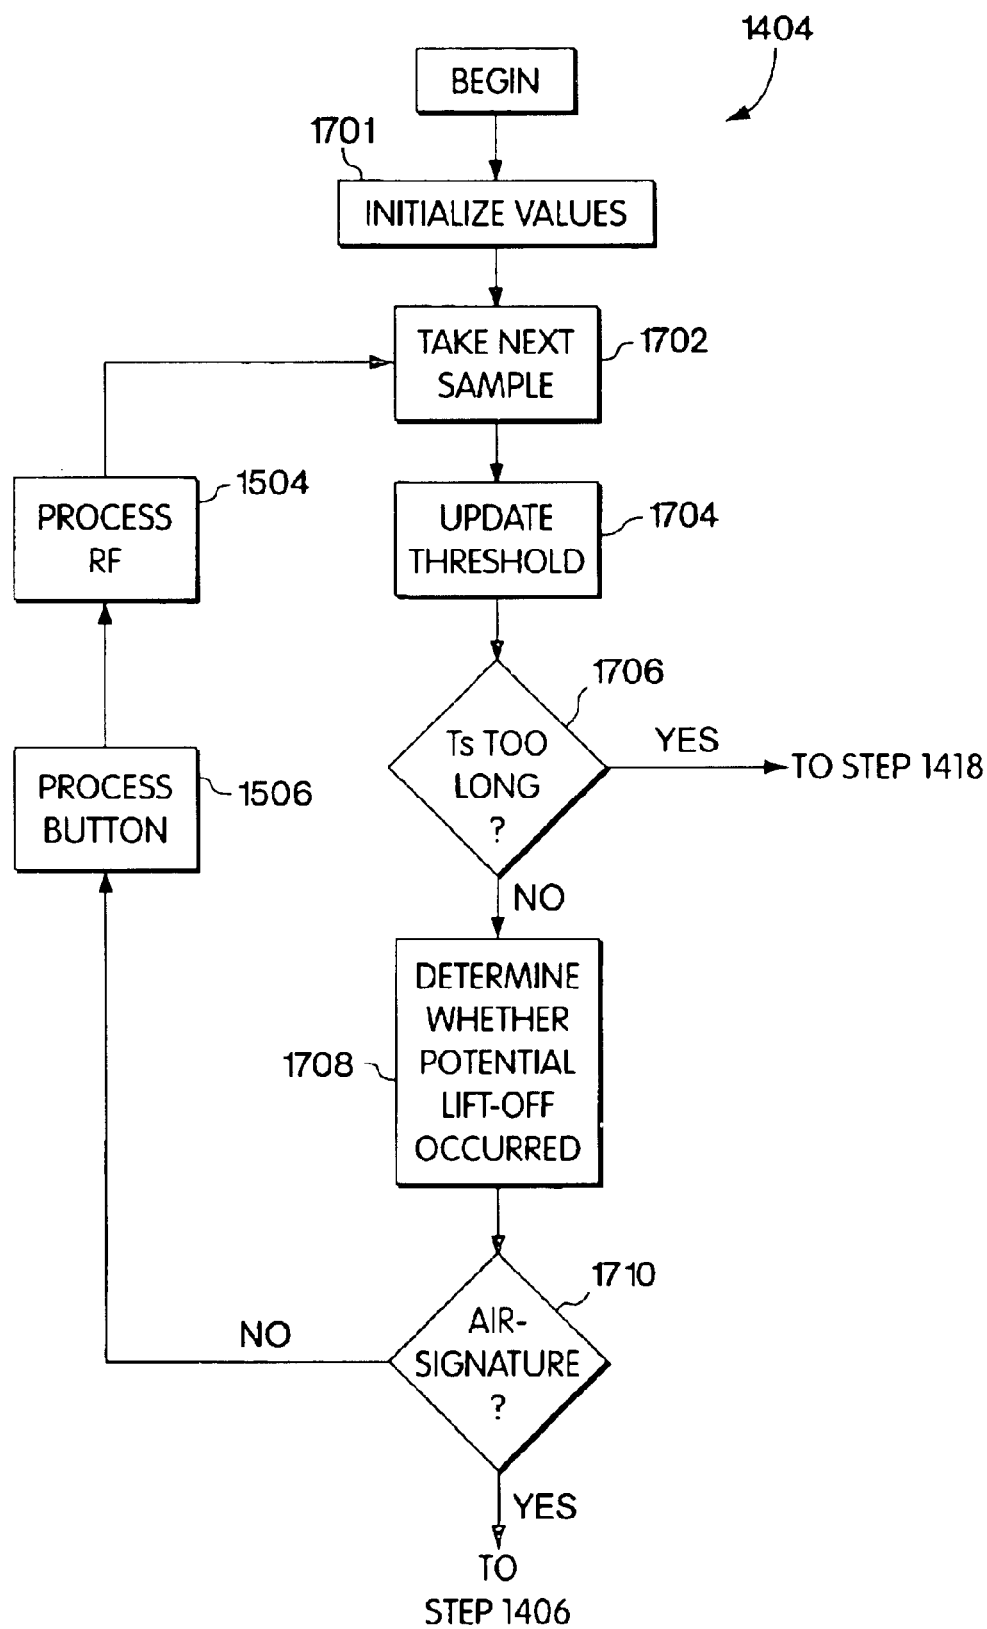 1404
BEGIN
1701
INITIALIZE VALUES
TAKE NEXT
SAMPLE
1702
PROCESS
RF
1504
UPDATE
THRESHOLD
1704
1706
Ts TOO
LONG
?
YES
TO STEP 1418
PROCESS
BUTTON
1506
NO
DETERMINE
WHETHER
POTENTIAL
LIFT-OFF
OCCURRED
1708
1710
AIR-
SIGNATURE
?
NO
YES
TO
STEP 1406